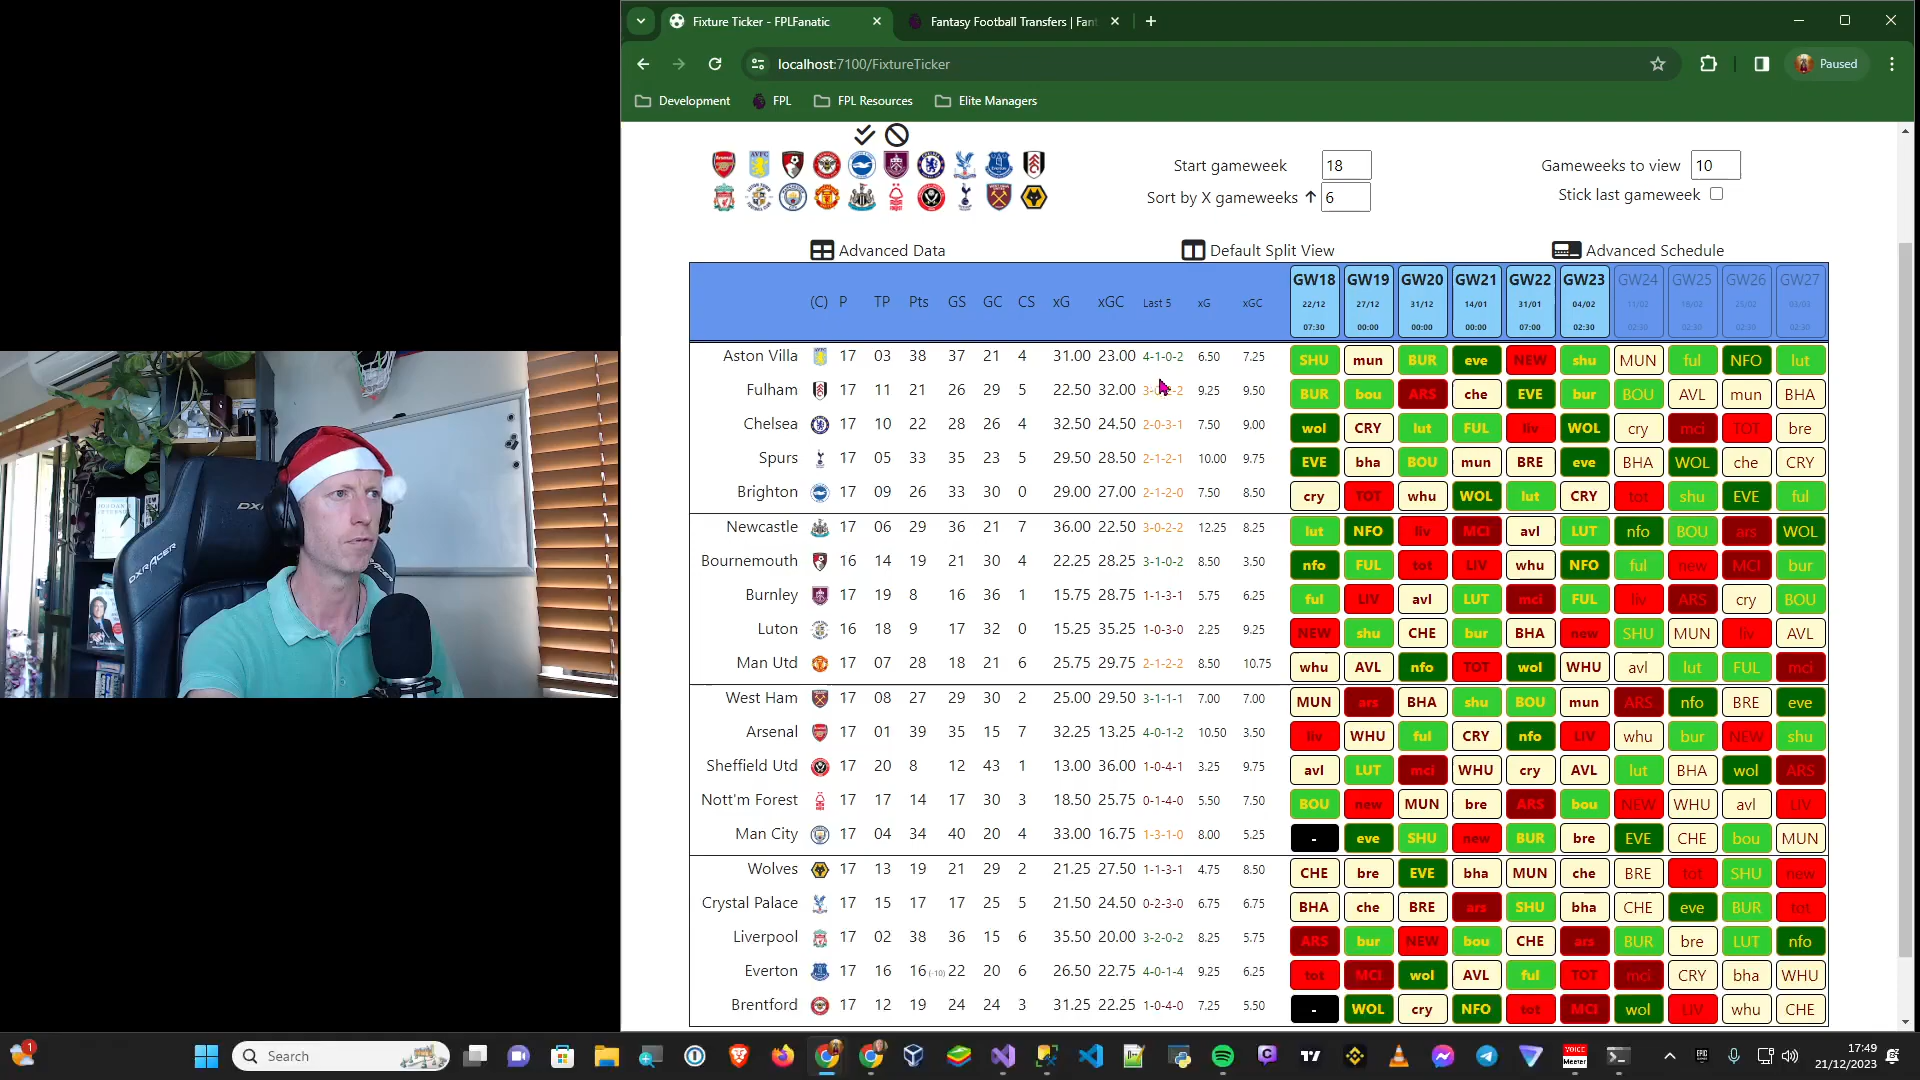 Fixture Ticker - FPLFanatic
Fantasy Football Transfers | Fant
localhost:7100/FixtureTicker
Paused
Development FPL FPL Resources Elite Managers
Start gameweek 18 Gameweeks to view 10
Sort by X gameweeks ↑ 6 Stick last gameweek
Advanced Data Default Split View Advanced Schedule
(C) P TP Pts GS GC CS xG xGC Last 5 xG xGC GW18 GW19 GW20 GW21 GW22 GW23 GW24 GW25 GW26 GW27
22/12 27/12 31/12 14/01 31/01 04/02 11/02 18/02 25/02
07:30 00:00 00:00 00:00 07:00 02:30 02:30 02:30 02:30 02:30
Aston Villa 17 03 38 37 21 4 31.00 23.00 4-1-0-2 6.50 7.25 SHU mun BUR eve NEW shu MUN ful NFO lut
Fulham 17 11 21 26 29 5 22.50 32.00 9.25 9.50 BUR bou ARS che EVE bur BOU AVL mun BHA
Chelsea 17 10 22 28 26 4 32.50 24.50 2-0-3-1 7.50 9.00 wol CRY lut FUL liv WOL cry mci TOT bre
Spurs 17 05 33 35 23 5 29.50 28.50 2-1-2-1 10.00 9.75 EVE bha BOU mun BRE eve BHA WOL che CRY
Brighton 17 09 26 33 30 0 29.00 27.00 2-1-2-0 7.50 8.50 cry TOT whu WOL lut CRY tot shu EVE ful
Newcastle 17 06 29 36 21 7 36.00 22.50 3-0-2-2 12.25 8.25 lut NFO liv MCI avl LUT nfo BOU ars WOL
Bournemouth 16 14 19 21 30 4 22.25 28.25 3-1-0-2 8.50 3.50 nfo FUL tot LIV whu NFO ful new MCI bur
Burnley 17 19 8 16 36 1 15.75 28.75 1-1-3-1 5.75 6.25 ful LIV avl LUT mci FUL liv ARS cry BOU
Luton 16 18 9 17 32 0 15.25 35.25 1-0-3-0 2.25 9.25 NEW shu CHE bur BHA new SHU MUN liv AVL
Man Utd 17 07 28 18 21 6 25.75 29.75 2-1-2-2 8.50 10.75 whu AVL nfo TOT wol WHU avl lut FUL mci
West Ham 17 08 27 29 30 2 25.00 29.50 3-1-1-1 7.00 7.00 MUN ars BHA shu BOU mun ARS nfo BRE eve
Arsenal 17 01 39 35 15 7 32.25 13.25 4-0-1-2 10.50 3.50 liv WHU ful CRY nfo LIV whu bur NEW shu
Sheffield Utd 17 20 8 12 43 1 13.00 36.00 1-0-4-1 3.25 9.75 avl LUT mci WHU cry AVL lut BHA wol ARS
Nott'm Forest 17 17 14 17 30 3 18.50 25.75 0-1-4-0 5.50 7.50 BOU new MUN bre ARS bou NEW WHU avl LIV
Man City 17 04 34 40 20 4 33.00 16.75 1-3-1-0 8.00 5.25 - eve SHU new BUR bre EVE CHE bou MUN
Wolves 17 13 19 21 29 2 21.25 27.50 1-1-3-1 4.75 8.50 CHE bre EVE bha MUN che BRE tot SHU new
Crystal Palace 17 15 17 17 25 5 21.50 24.50 0-2-3-0 6.75 6.75 BHA che BRE ars SHU bha CHE eve BUR tot
Liverpool 17 02 38 36 15 6 35.50 20.00 3-2-0-2 8.25 5.75 ARS bur NEW bou CHE ars BUR bre LUT nfo
Everton 17 16 16 (-10) 22 20 6 26.50 22.75 4-0-1-4 9.25 6.25 tot MCI wol AVL ful TOT mci CRY bha WHU
Brentford 17 12 19 24 24 3 31.25 22.25 1-0-4-0 7.25 5.50 - WOL cry NFO tot MCI wol LIV whu CHE
Search
17:49
21/12/2023